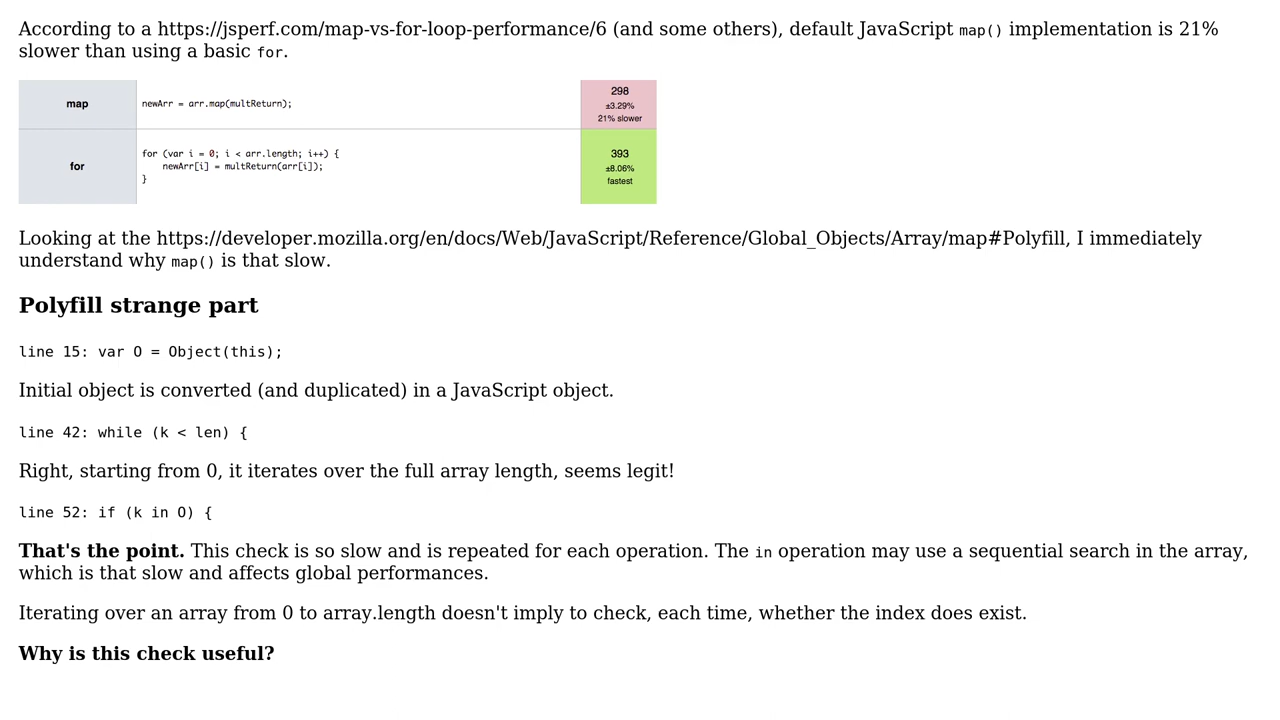 According to a https://jsperf.com/map-vs-for-loop-performance/6 (and some others), default JavaScript map() implementation is 21%
slower than using a basic for.
map
newArr = arr.map(multReturn);
298
±3.29%
21% slower
for
for (var i = 0; i < arr.length; i++) {
newArr[i] = multReturn(arr[i]);
}
393
±8.06%
fastest
Looking at the https://developer.mozilla.org/en/docs/Web/JavaScript/Reference/Global_Objects/Array/map#Polyfill, I immediately
understand why map() is that slow.
Polyfill strange part
line 15: var O = Object(this);
Initial object is converted (and duplicated) in a JavaScript object.
line 42: while (k < len) {
Right, starting from 0, it iterates over the full array length, seems legit!
line 52: if (k in O) {
That's the point. This check is so slow and is repeated for each operation. The in operation may use a sequential search in the array,
which is that slow and affects global performances.
Iterating over an array from 0 to array.length doesn't imply to check, each time, whether the index does exist.
Why is this check useful?